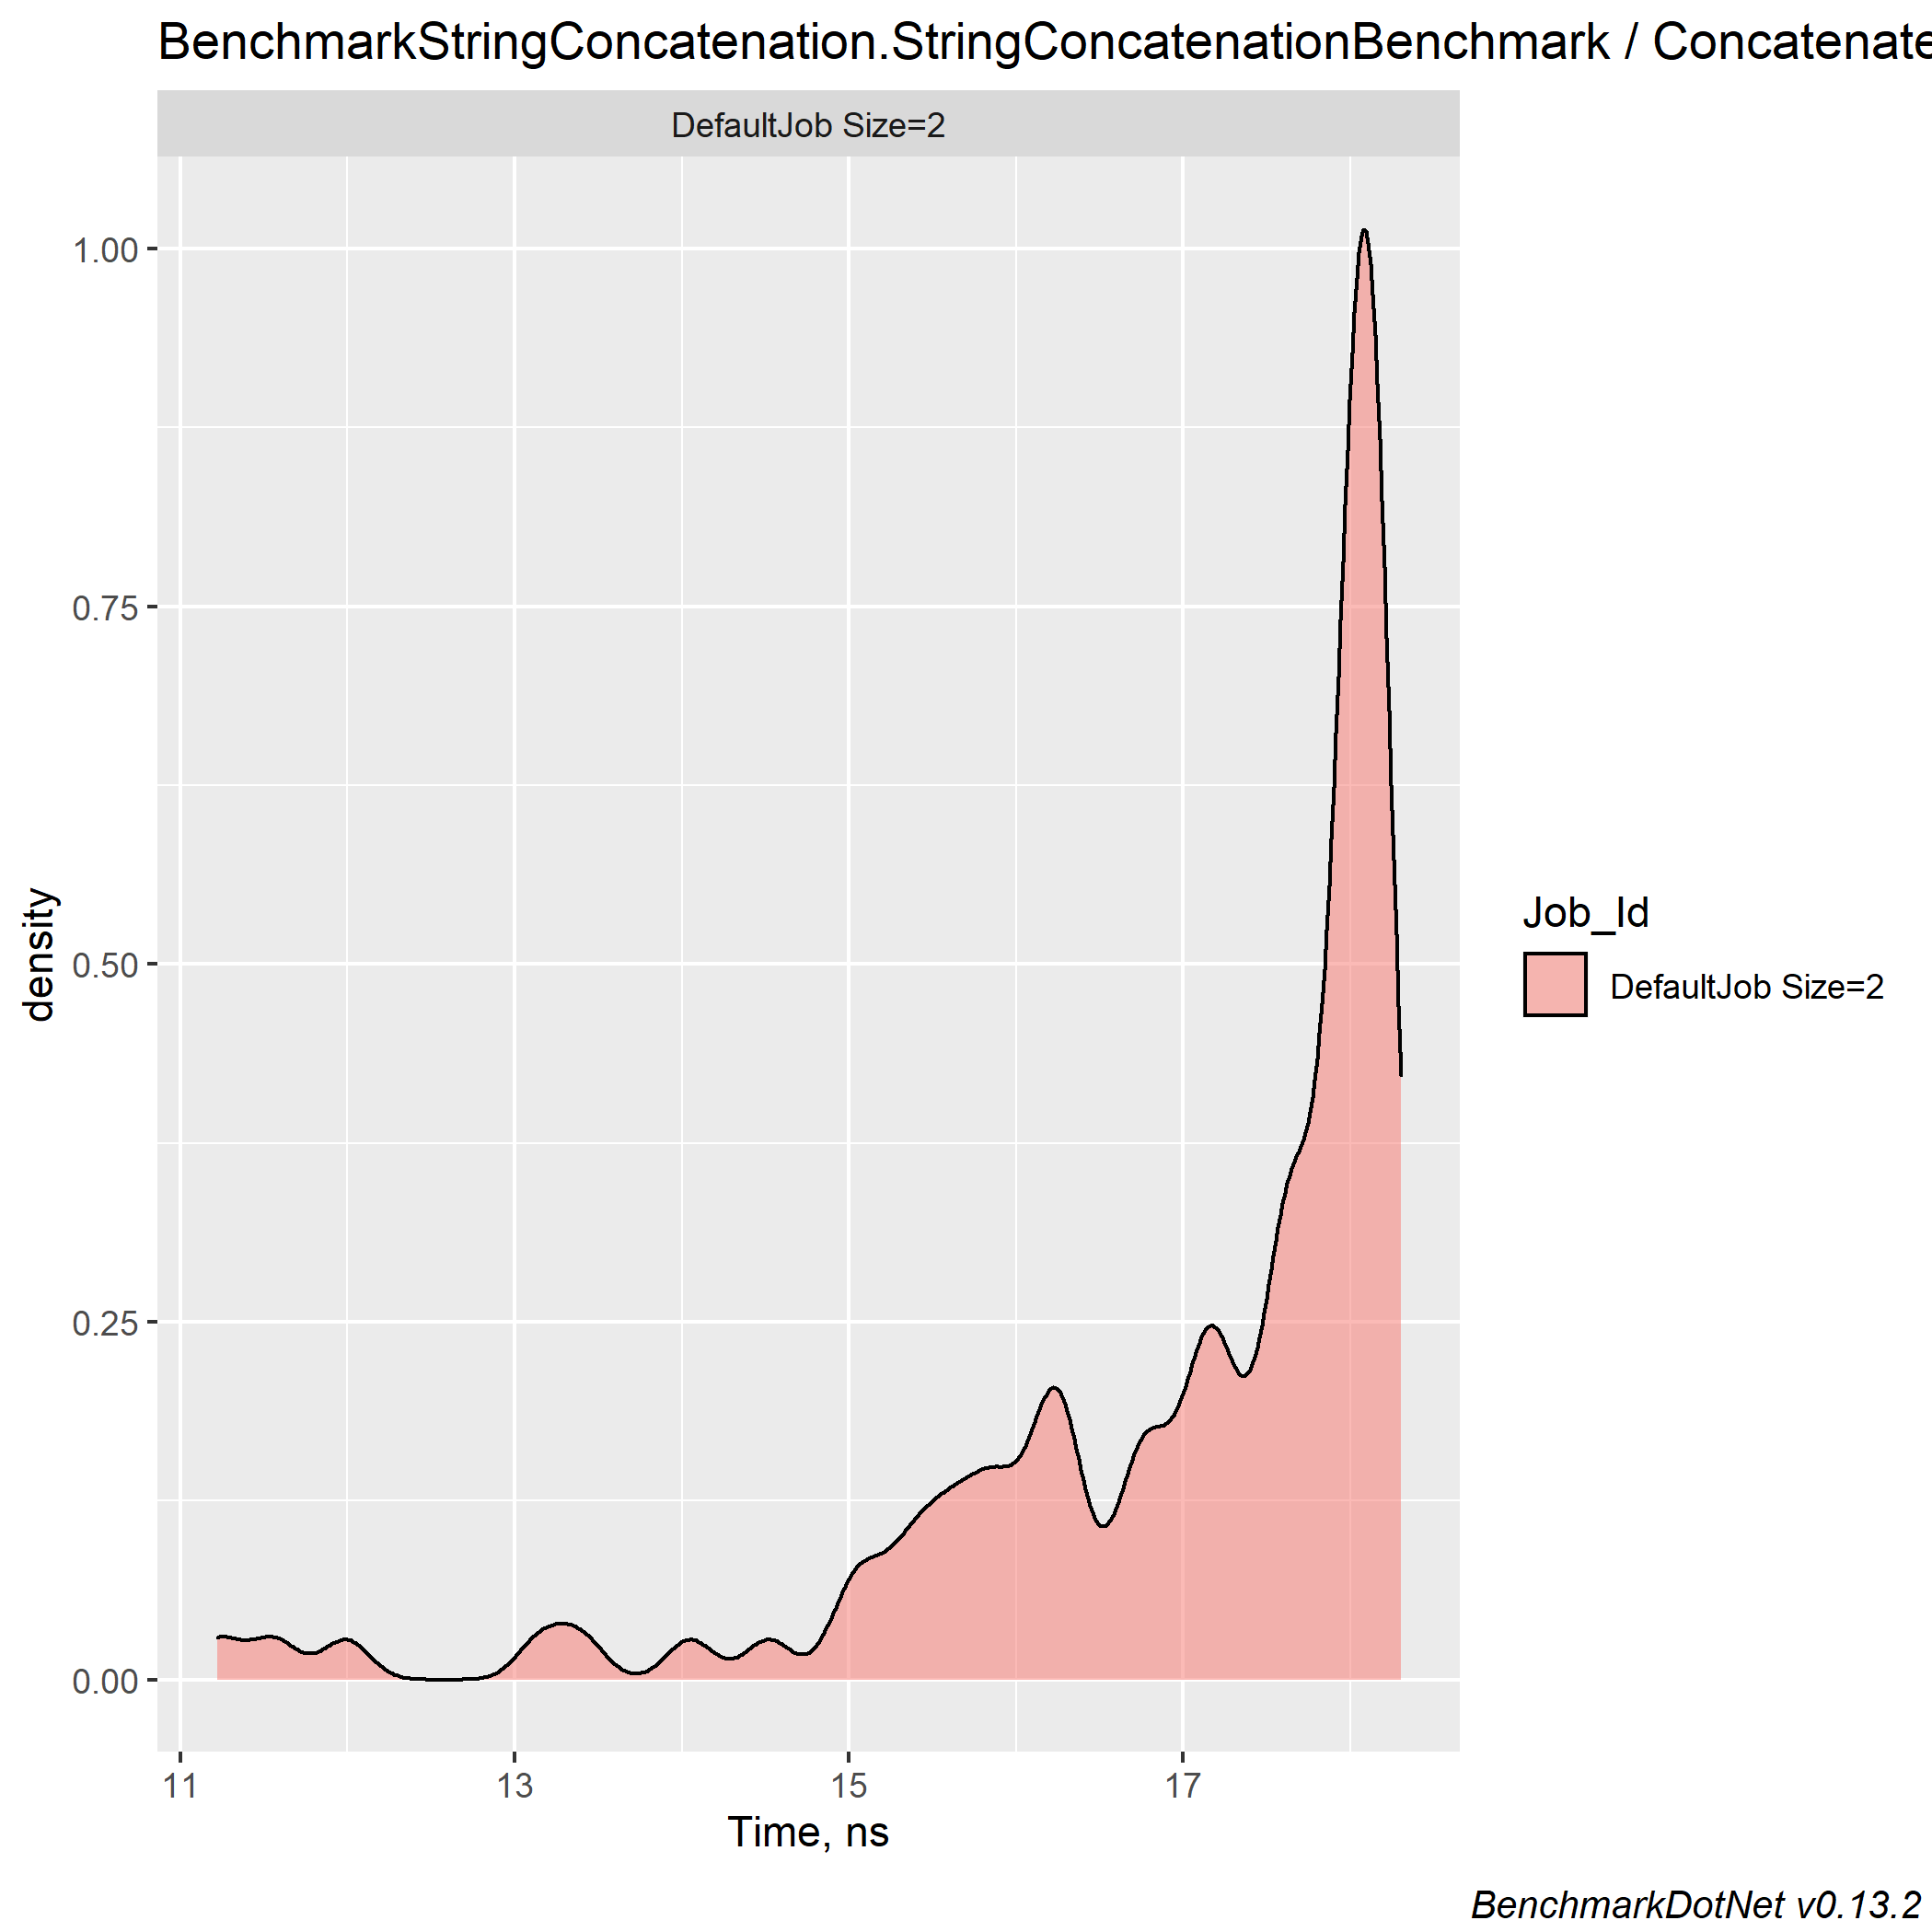 BenchmarkStringConcatenation.StringConcatenationBenchmark / Concatenate
DefaultJob Size=2
1.00
0.75
0.50
0.25
0.00
density
11 13 15 17
Time, ns
Job_Id
DefaultJob Size=2
BenchmarkDotNet v0.13.2